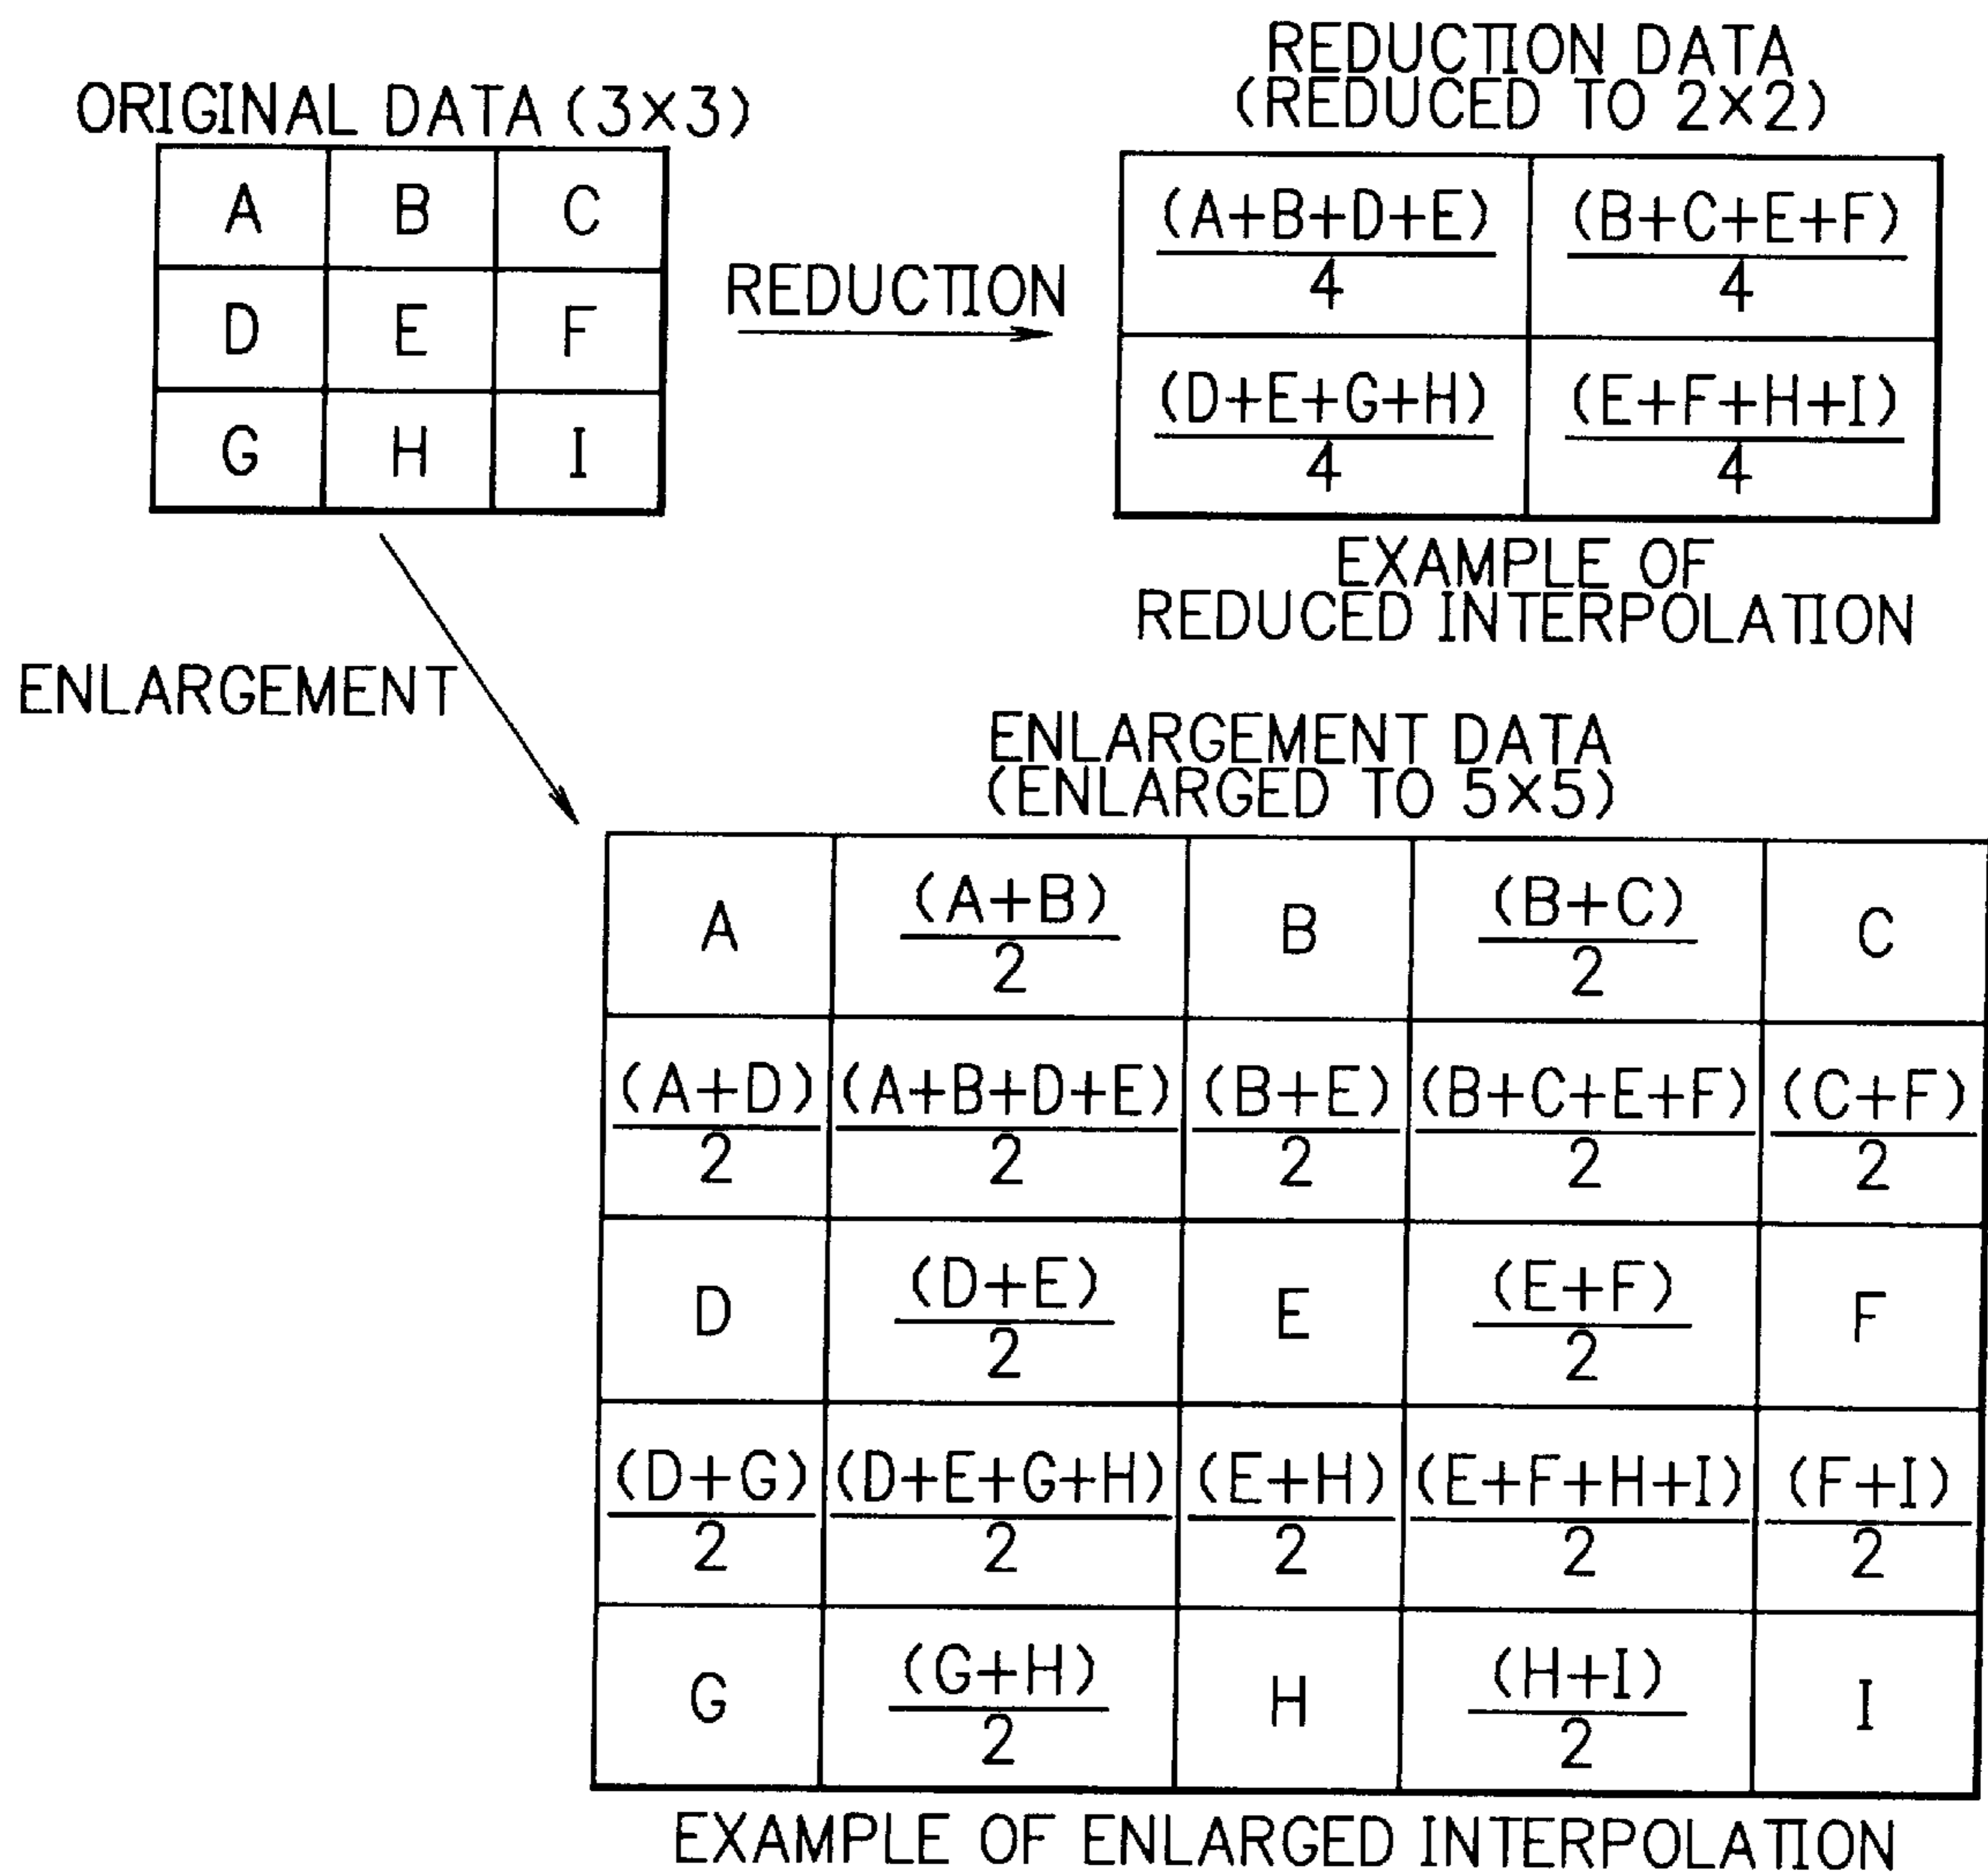 ORIGINAL DATA (3×3)
A B C
D E F
G H I
REDUCTION
REDUCTION DATA
(REDUCED TO 2×2)
(A+B+D+E) (B+C+E+F)
4 4
(D+E+G+H) (E+F+H+I)
4 4
EXAMPLE OF
REDUCED INTERPOLATION
ENLARGEMENT
ENLARGEMENT DATA
(ENLARGED TO 5×5)
A (A+B) B (B+C) C
2 2
(A+D) (A+B+D+E) (B+E) (B+C+E+F) (C+F)
2 2 2 2 2
D (D+E) E (E+F) F
2 2
(D+G) (D+E+G+H) (E+H) (E+F+H+I) (F+I)
2 2 2 2 2
G (G+H) H (H+I) I
2 2
EXAMPLE OF ENLARGED INTERPOLATION